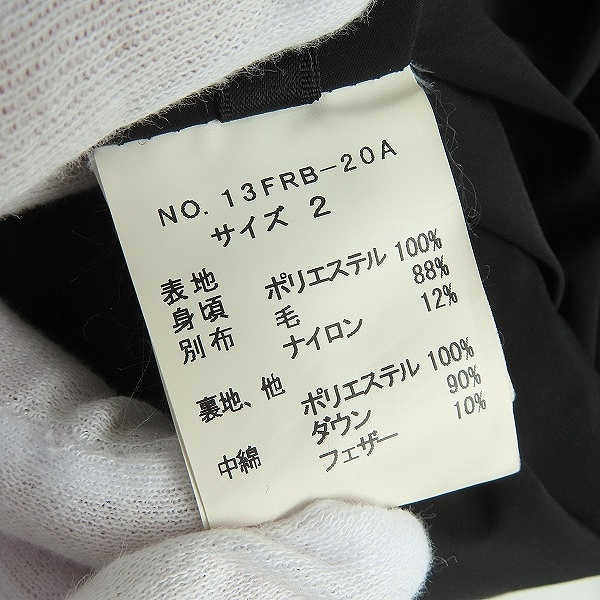 NO. 13FRB-20A
サイズ 2
表地 ポリエステル 100%
身頃 毛 88%
別布 ナイロン 12%
裏地、他 ポリエステル 100%
ダウン 90%
中綿 フェザー 10%